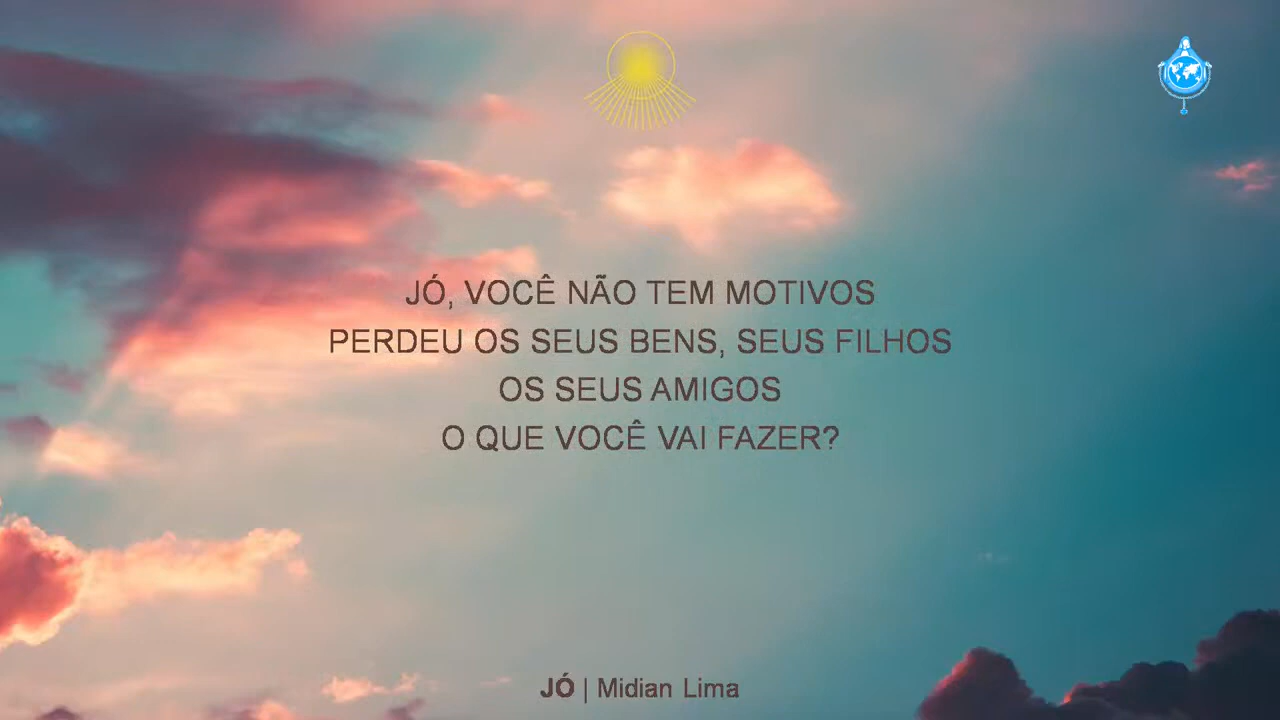 JÓ, VOCÊ NÃO TEM MOTIVOS
PERDEU OS SEUS BENS, SEUS FILHOS
OS SEUS AMIGOS
O QUE VOCÊ VAI FAZER?
JÓ | Midian Lima